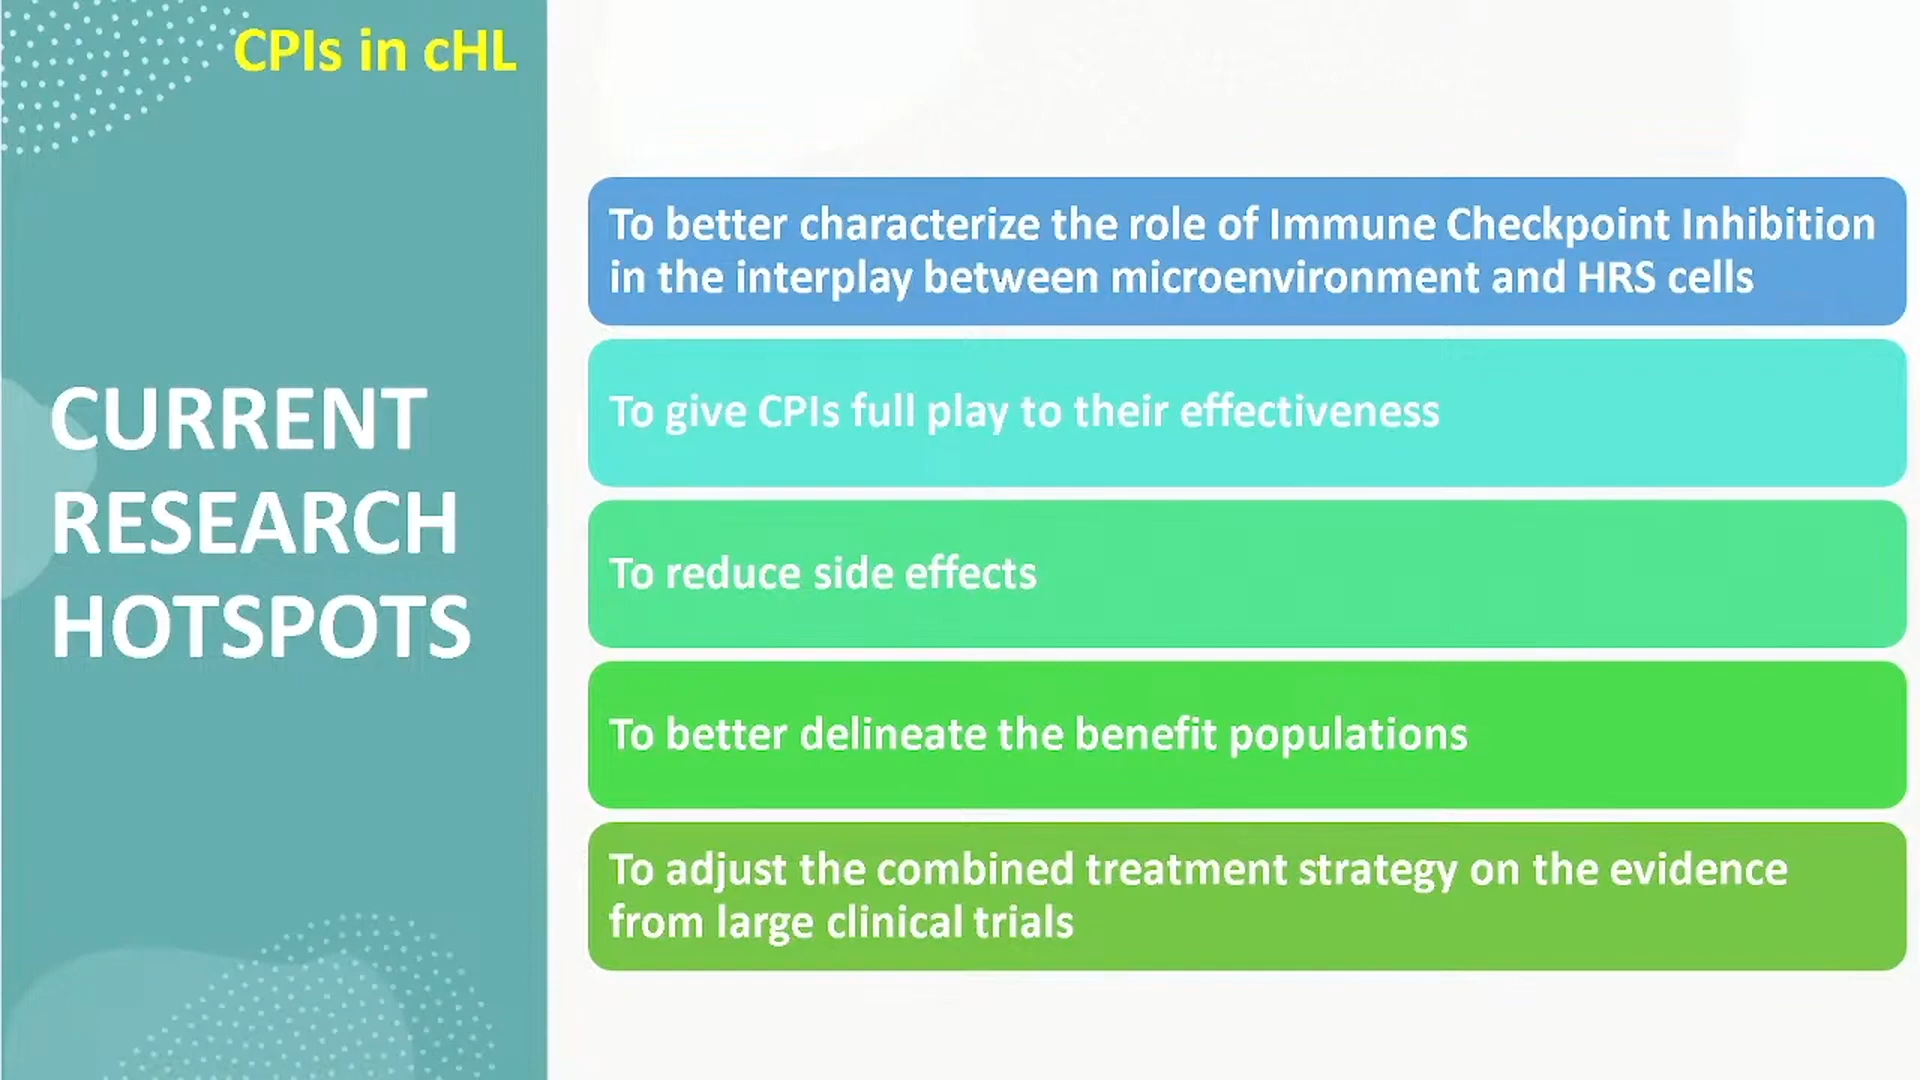 CPIs in cHL
CURRENT
RESEARCH
HOTSPOTS
To better characterize the role of Immune Checkpoint Inhibition
in the interplay between microenvironment and HRS cells
To give CPIs full play to their effectiveness
To reduce side effects
To better delineate the benefit populations
To adjust the combined treatment strategy on the evidence
from large clinical trials